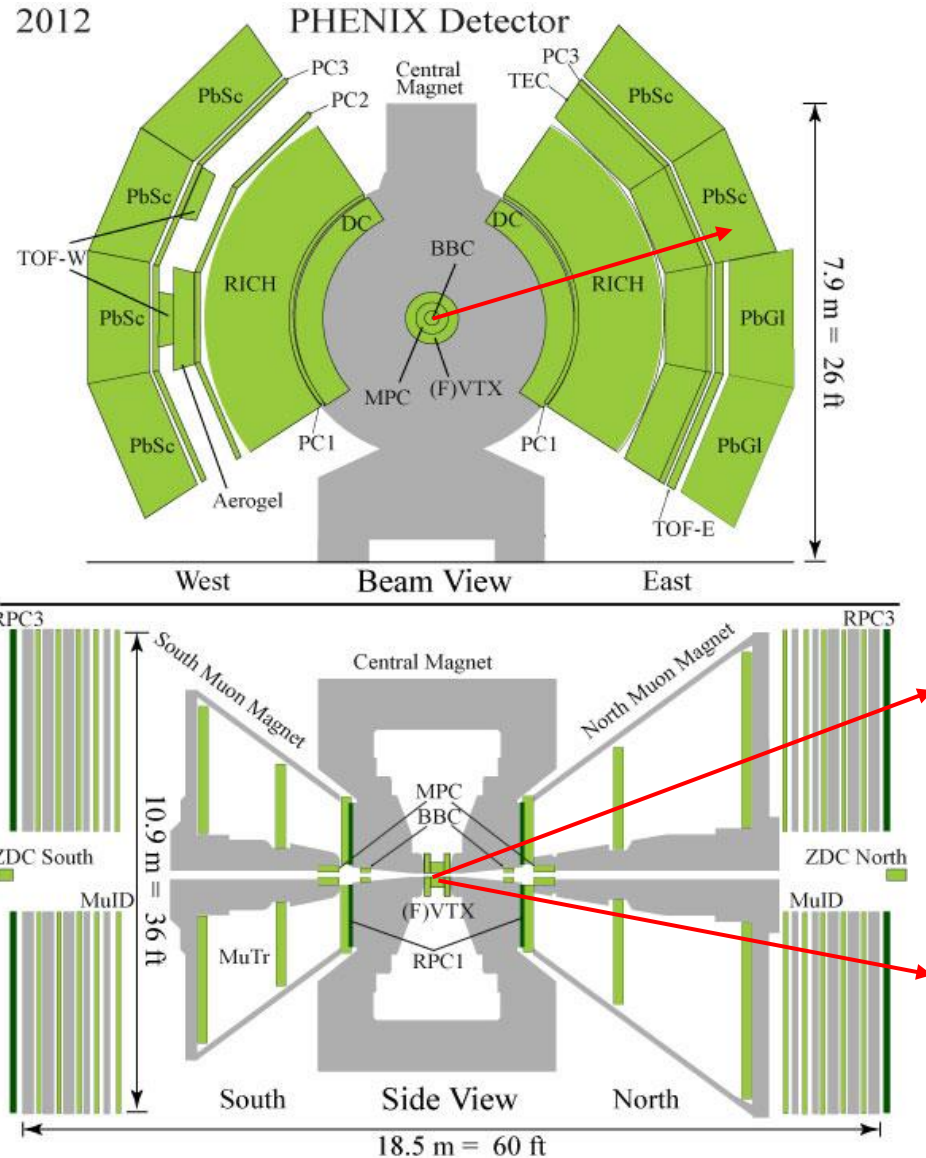 2012
PHENIX Detector
Central
Magnet
PC3
PC2
PC3
TEC
PbSc
PbSc
PbSc
PbSc
PbSc
PbSc
TOF-W
DC
DC
BBC
RICH
RICH
PbGl
MPC
(F)VTX
PbSc
PbGl
PC1
PC1
Aerogel
TOF-E
7.9 m = 26 ft
West
Beam View
East
RPC3
RPC3
South Muon Magnet
Central Magnet
North Muon Magnet
MPC
BBC
10.9 m = 36 ft
ZDC South
ZDC North
MuID
MuID
(F)VTX
MuTr
RPC1
South
Side View
North
18.5 m = 60 ft